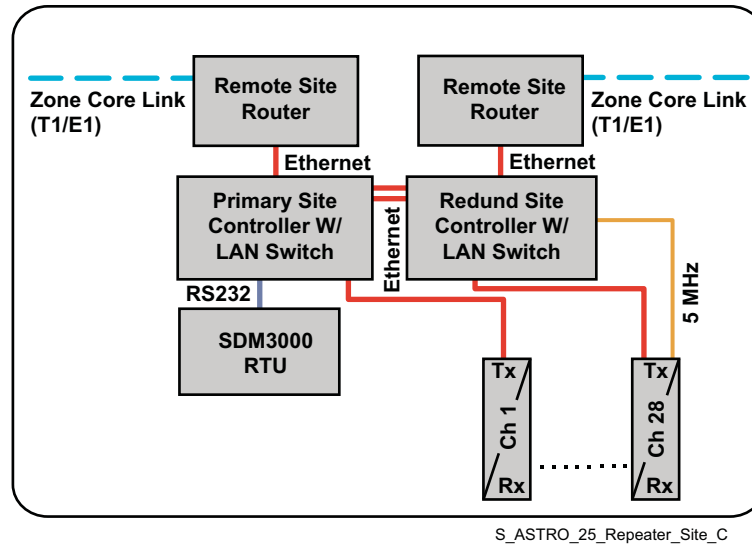 Zone Core Link
(T1/E1)
Remote Site
Router
Remote Site
Router
Zone Core Link
(T1/E1)
Ethernet
Ethernet
Primary Site
Controller W/
LAN Switch
Ethernet
Redund Site
Controller W/
LAN Switch
RS232
5 MHz
SDM3000
RTU
Tx
Ch 1
Rx
Tx
Ch 28
Rx
S_ASTRO_25_Repeater_Site_C